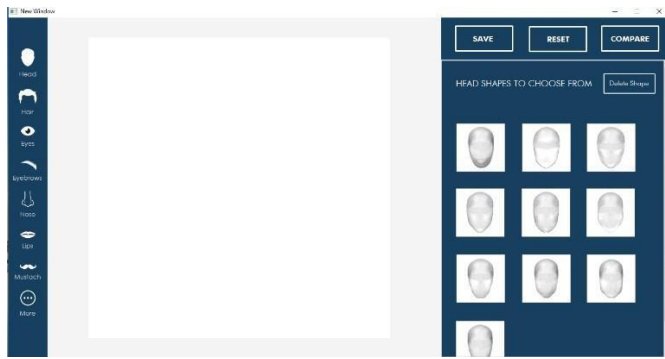 New Window
Head
Hair
Eyes
Eyebrows
Nose
Lips
Mustach
More
SAVE
RESET
COMPARE
HEAD SHAPES TO CHOOSE FROM
Delete Shape